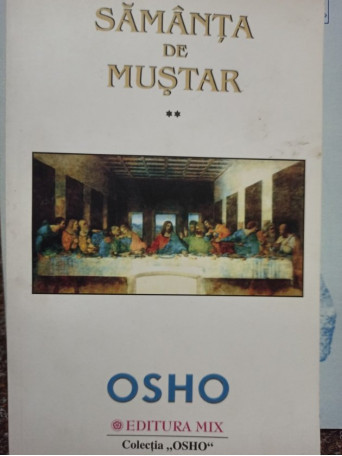 SĂMÂNȚA
DE
MUȘTAR
**
OSHO
EDITURA MIX
Colecția „OSHO“